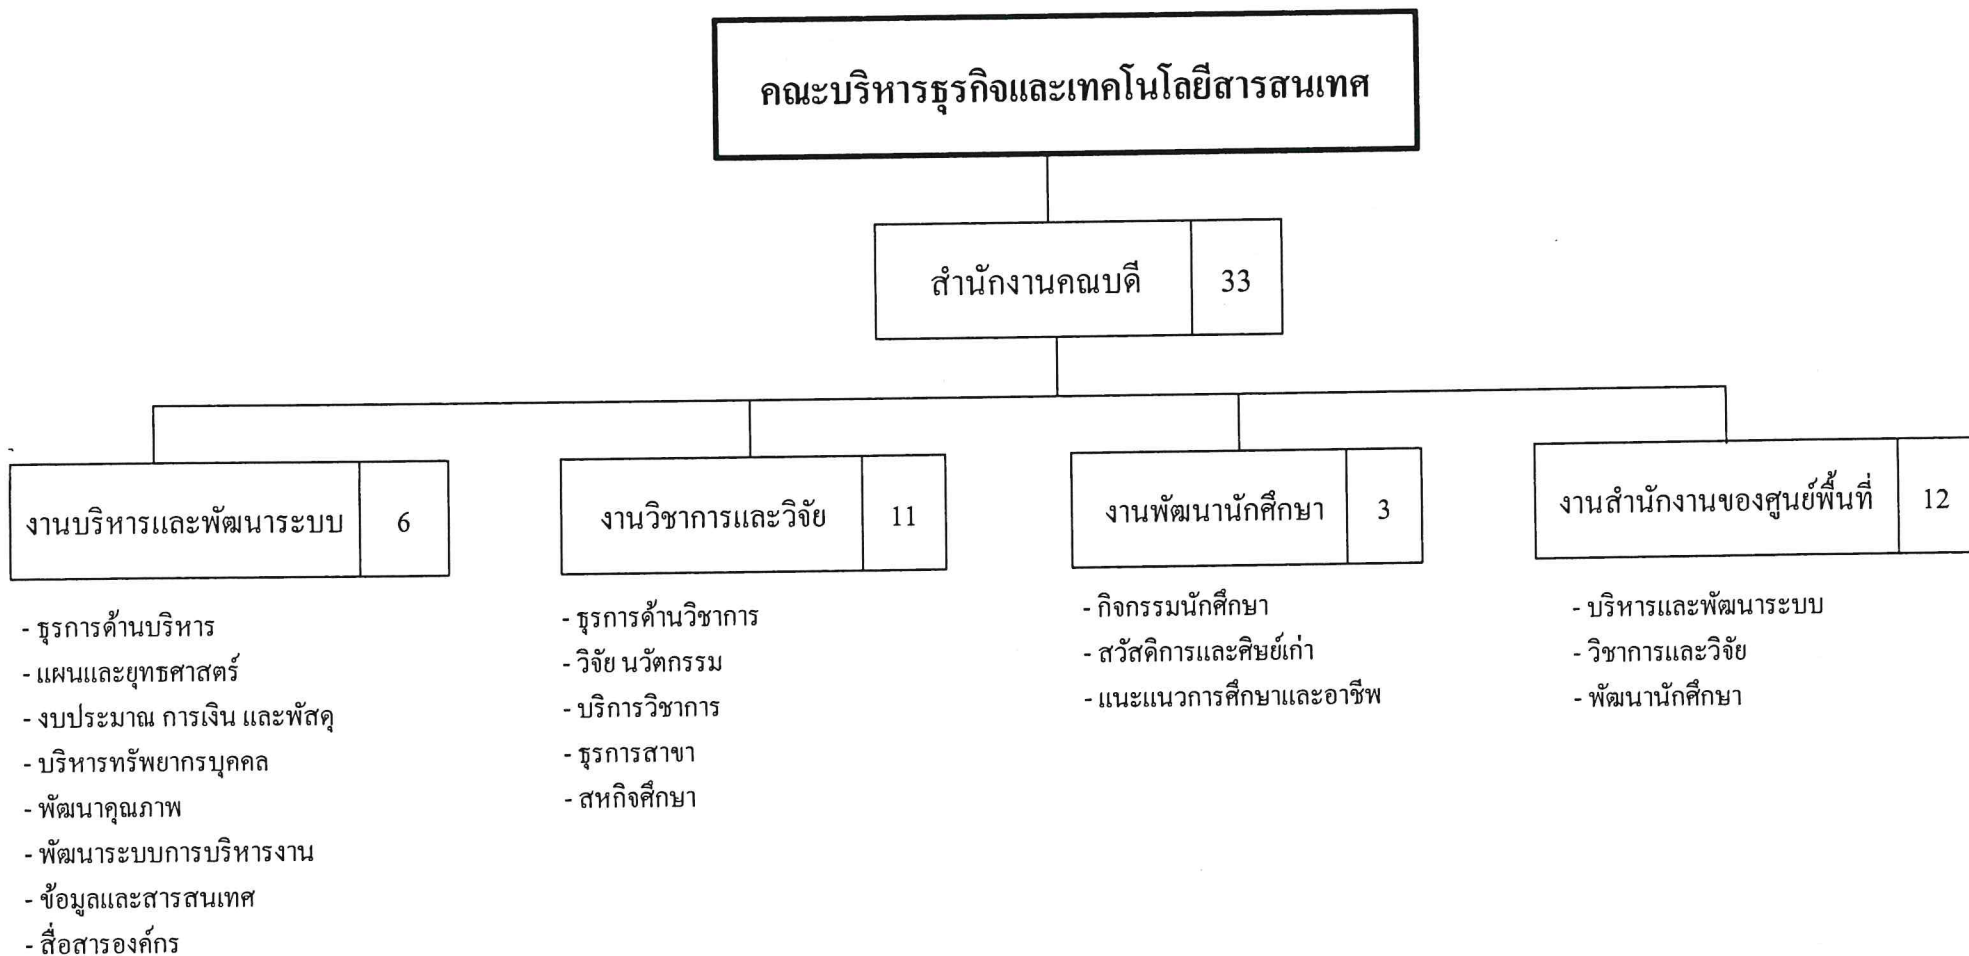 คณะบริหารธุรกิจและเทคโนโลยีสารสนเทศ
สำนักงานคณบดี 33
งานบริหารและพัฒนาระบบ 6
- ธุรการด้านบริหาร
- แผนและยุทธศาสตร์
- งบประมาณ การเงิน และพัสดุ
- บริหารทรัพยากรบุคคล
- พัฒนาคุณภาพ
- พัฒนาระบบการบริหารงาน
- ข้อมูลและสารสนเทศ
- สื่อสารองค์กร
งานวิชาการและวิจัย 11
- ธุรการด้านวิชาการ
- วิจัย นวัตกรรม
- บริการวิชาการ
- ธุรการสาขา
- สหกิจศึกษา
งานพัฒนานักศึกษา 3
- กิจกรรมนักศึกษา
- สวัสดิการและศิษย์เก่า
- แนะแนวการศึกษาและอาชีพ
งานสำนักงานของศูนย์พื้นที่ 12
- บริหารและพัฒนาระบบ
- วิชาการและวิจัย
- พัฒนานักศึกษา